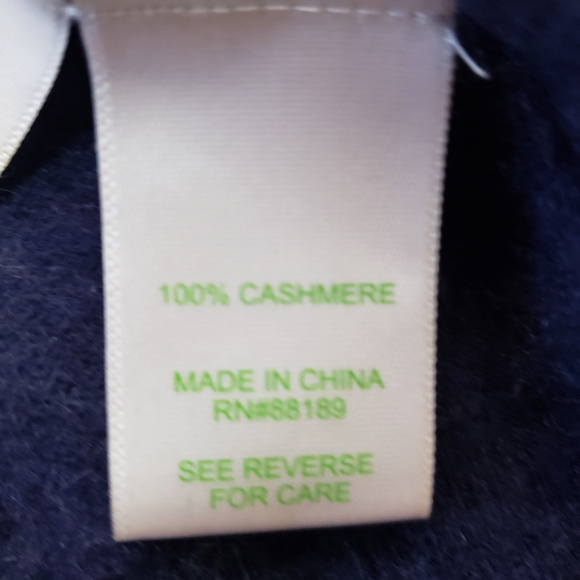 100% CASHMERE
MADE IN CHINA
RN#88189
SEE REVERSE
FOR CARE